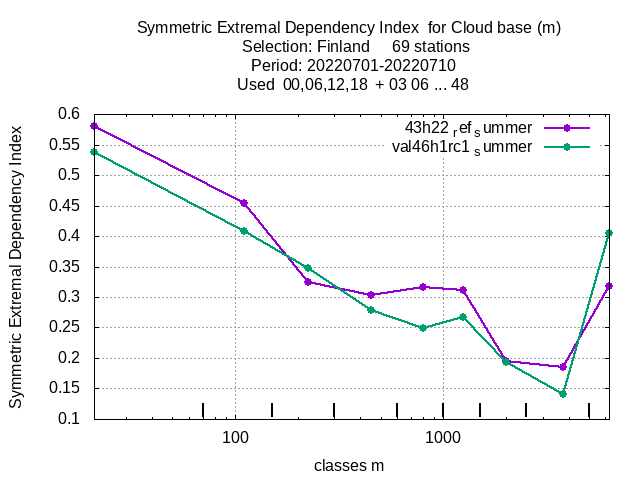 Symmetric Extremal Dependency Index  for Cloud base (m)
Selection: Finland     69 stations
Period: 20220701-20220710
Used  00,06,12,18  + 03 06 ... 48
43h22 ref summer
val46h1rc1 summer
Symmetric Extremal Dependency Index
0.6
0.55
0.5
0.45
0.4
0.35
0.3
0.25
0.2
0.15
0.1
100
1000
classes m